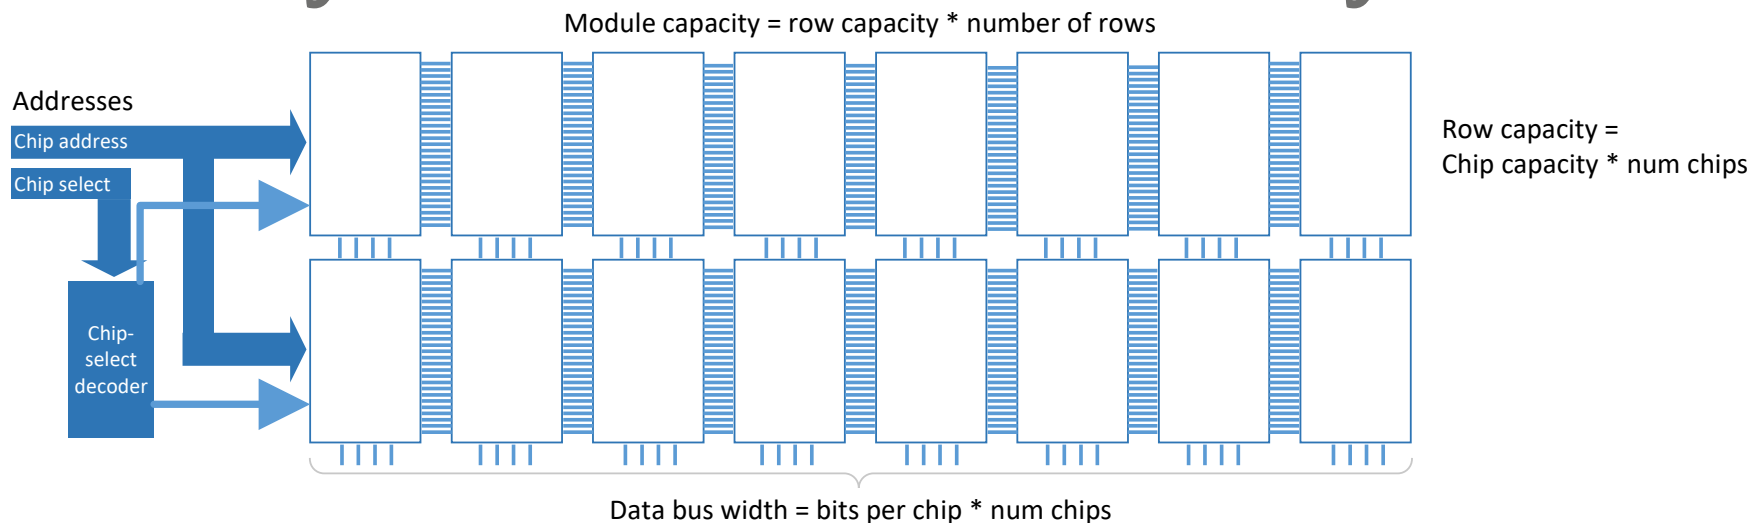 Module capacity = row capacity * number of rows
Addresses
Chip address
Chip select
Row capacity =
Chip capacity * num chips
Chip-
select
decoder
Data bus width = bits per chip * num chips